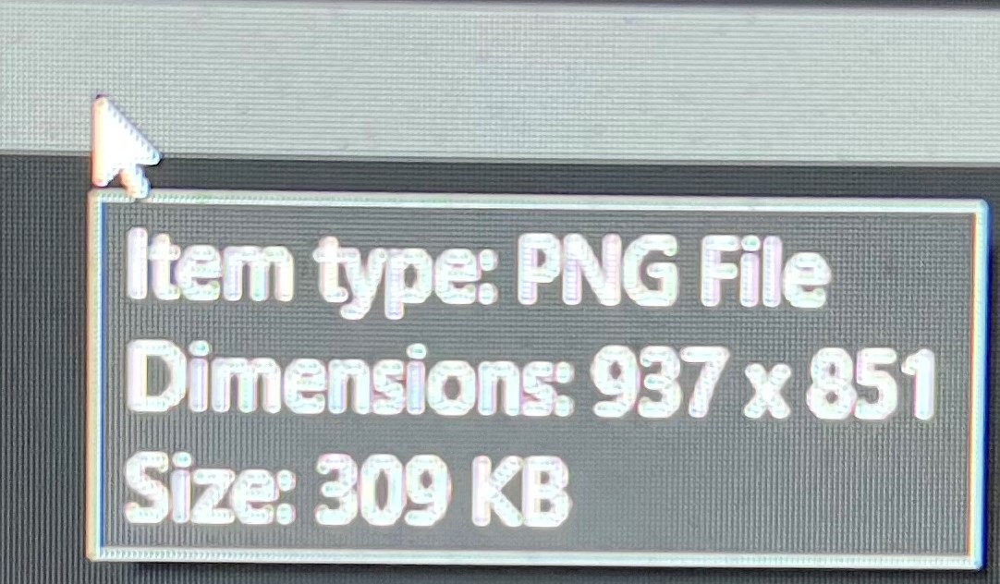 Item type: PNG File
Dimensions: 937 x 851
Size: 309 KB